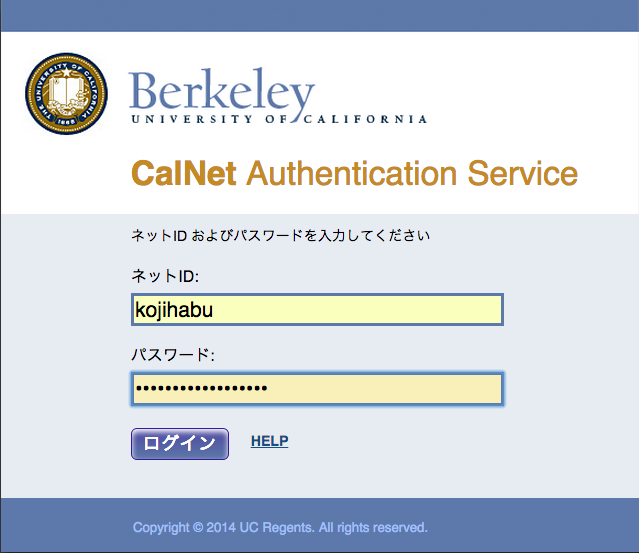 THE UNIVERSITY OF CALIFORNIA
1868
Berkeley
UNIVERSITY OF CALIFORNIA
CalNet Authentication Service
ネットID およびパスワードを入力してください
ネットID:
kojihabu
パスワード:
••••••••••••••••••
ログイン
HELP
Copyright © 2014 UC Regents. All rights reserved.